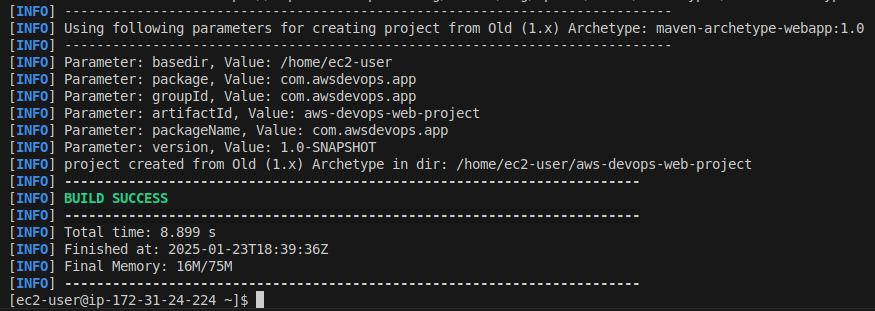 [INFO] ----------------------------------------------------------------------------
[INFO] Using following parameters for creating project from Old (1.x) Archetype: maven-archetype-webapp:1.0
[INFO] ----------------------------------------------------------------------------
[INFO] Parameter: basedir, Value: /home/ec2-user
[INFO] Parameter: package, Value: com.awsdevops.app
[INFO] Parameter: groupId, Value: com.awsdevops.app
[INFO] Parameter: artifactId, Value: aws-devops-web-project
[INFO] Parameter: packageName, Value: com.awsdevops.app
[INFO] Parameter: version, Value: 1.0-SNAPSHOT
[INFO] project created from Old (1.x) Archetype in dir: /home/ec2-user/aws-devops-web-project
[INFO] ------------------------------------------------------------------------
[INFO] BUILD SUCCESS
[INFO] ------------------------------------------------------------------------
[INFO] Total time: 8.899 s
[INFO] Finished at: 2025-01-23T18:39:36Z
[INFO] Final Memory: 16M/75M
[INFO] ------------------------------------------------------------------------
[ec2-user@ip-172-31-24-224 ~]$